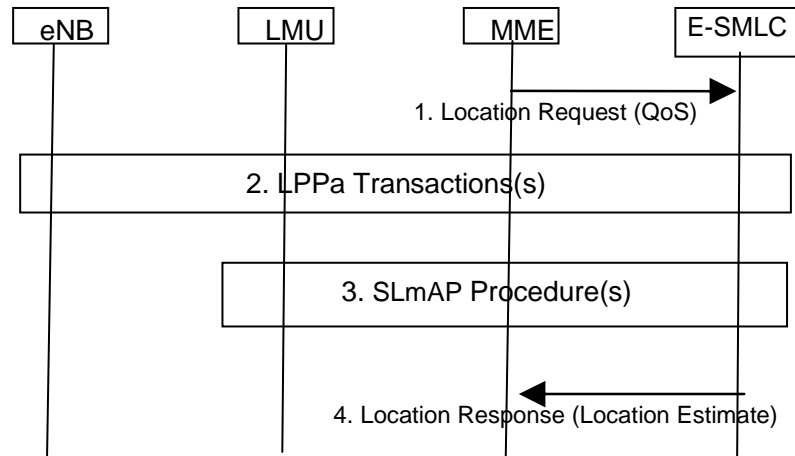 eNB
LMU
MME
E-SMLC
1. Location Request (QoS)
2. LPPa Transactions(s)
3. SLmAP Procedure(s)
4. Location Response (Location Estimate)